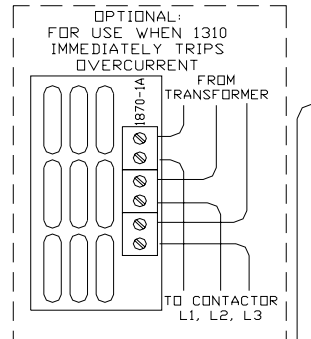 OPTIONAL:
FOR USE WHEN 1310
IMMEDIATELY TRIPS
OVERCURRENT
FROM
TRANSFORMER
1870-1A
TO CONTACTOR
L1, L2, L3